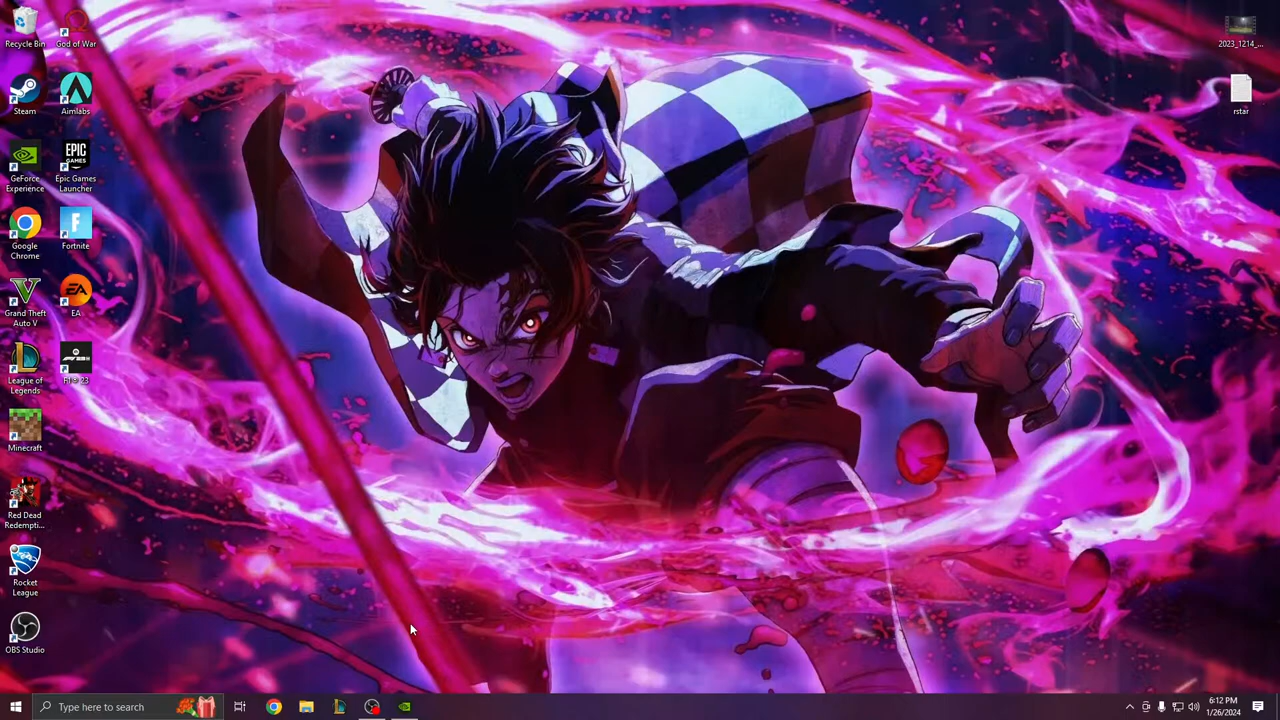 Recycle Bin
God of War
2023_1214_...
Steam
Aimlabs
rstar
GeForce
Experience
EPIC
GAMES
Epic Games
Launcher
Google
Chrome
F
Fortnite
V
Grand Theft
Auto V
EA
EA
League of
Legends
Minecraft
Red Dead
Redempti...
Rocket
League
OBS Studio
Type here to search
6:12 PM
1/26/2024